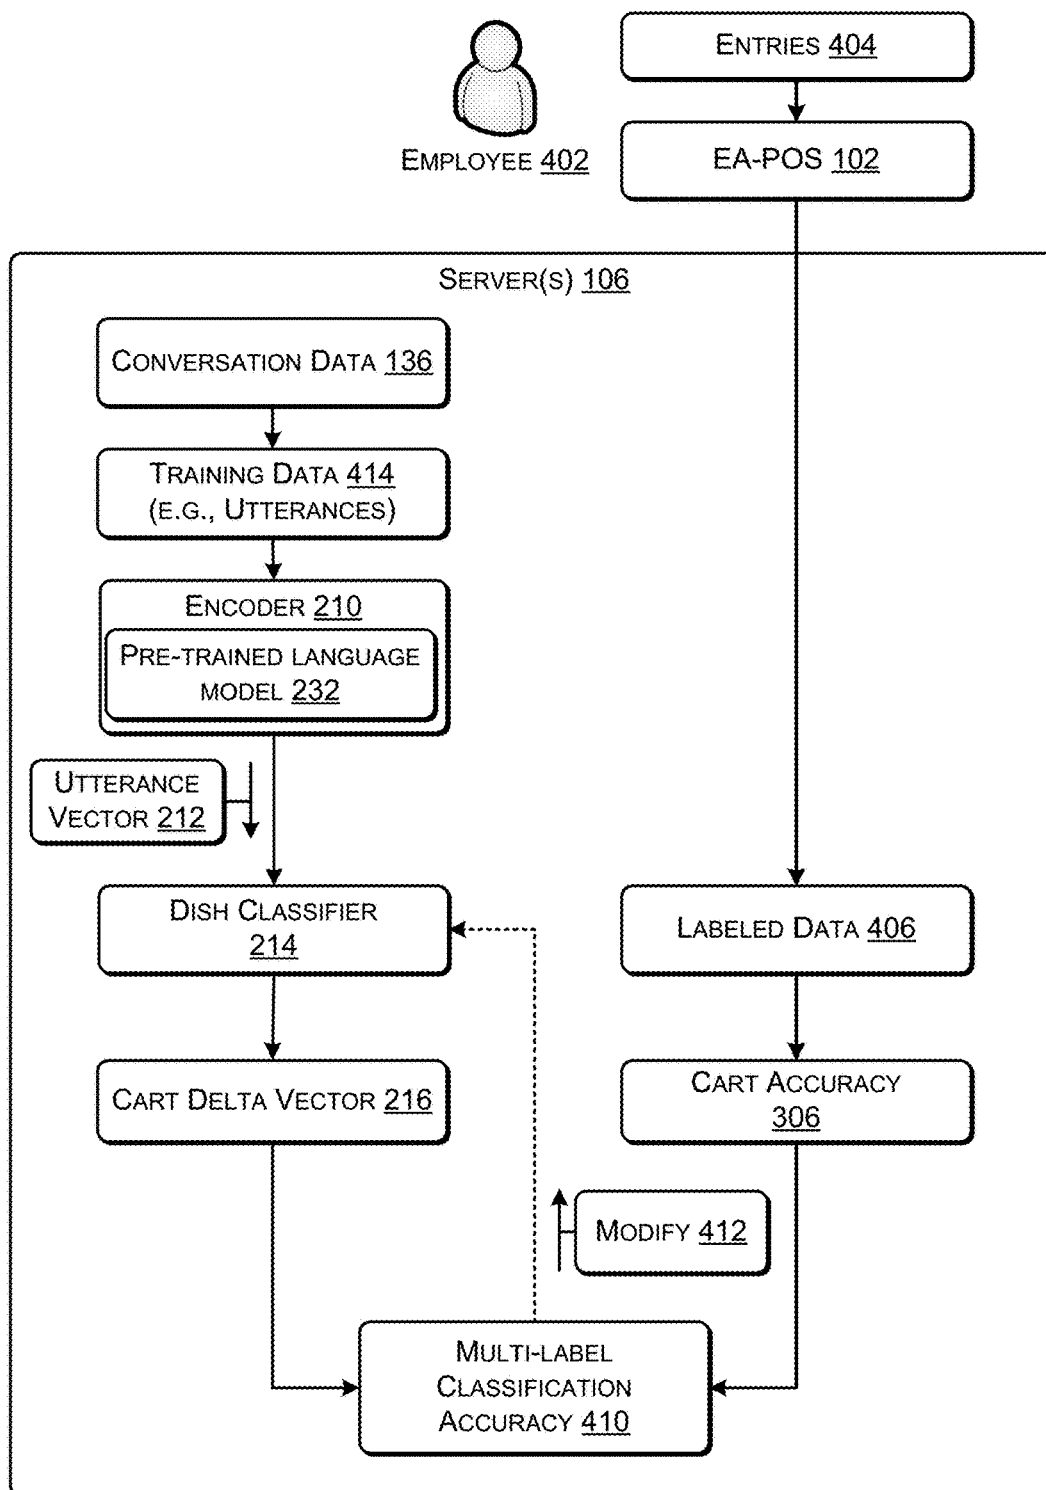 ENTRIES 404
EMPLOYEE 402
EA-POS 102
SERVER(S) 106
CONVERSATION DATA 136
TRAINING DATA 414
(E.G., UTTERANCES)
ENCODER 210
PRE-TRAINED LANGUAGE
MODEL 232
UTTERANCE
VECTOR 212
DISH CLASSIFIER
214
LABELED DATA 406
CART DELTA VECTOR 216
CART ACCURACY
306
MODIFY 412
MULTI-LABEL
CLASSIFICATION
ACCURACY 410